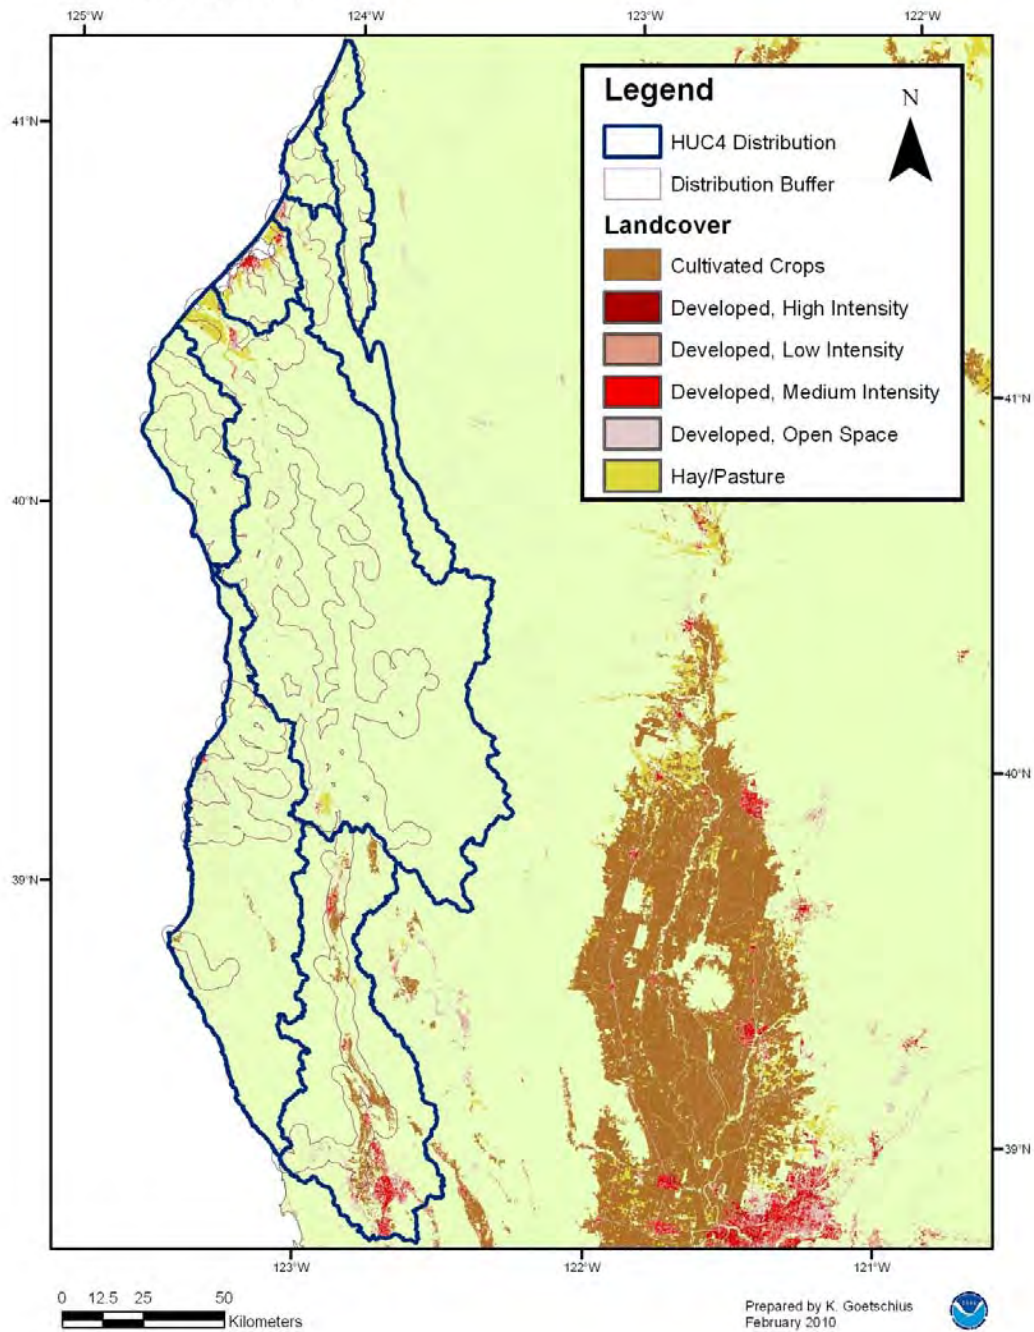 125°W 124°W 123°W 122°W
41°N
40°N
39°N
Legend
N
HUC4 Distribution
Distribution Buffer
Landcover
Cultivated Crops
Developed, High Intensity
Developed, Low Intensity
Developed, Medium Intensity
Developed, Open Space
Hay/Pasture
41°N
40°N
39°N
123°W 122°W 121°W
0 12.5 25 50
Kilometers
Prepared by K. Goetschius
February 2010